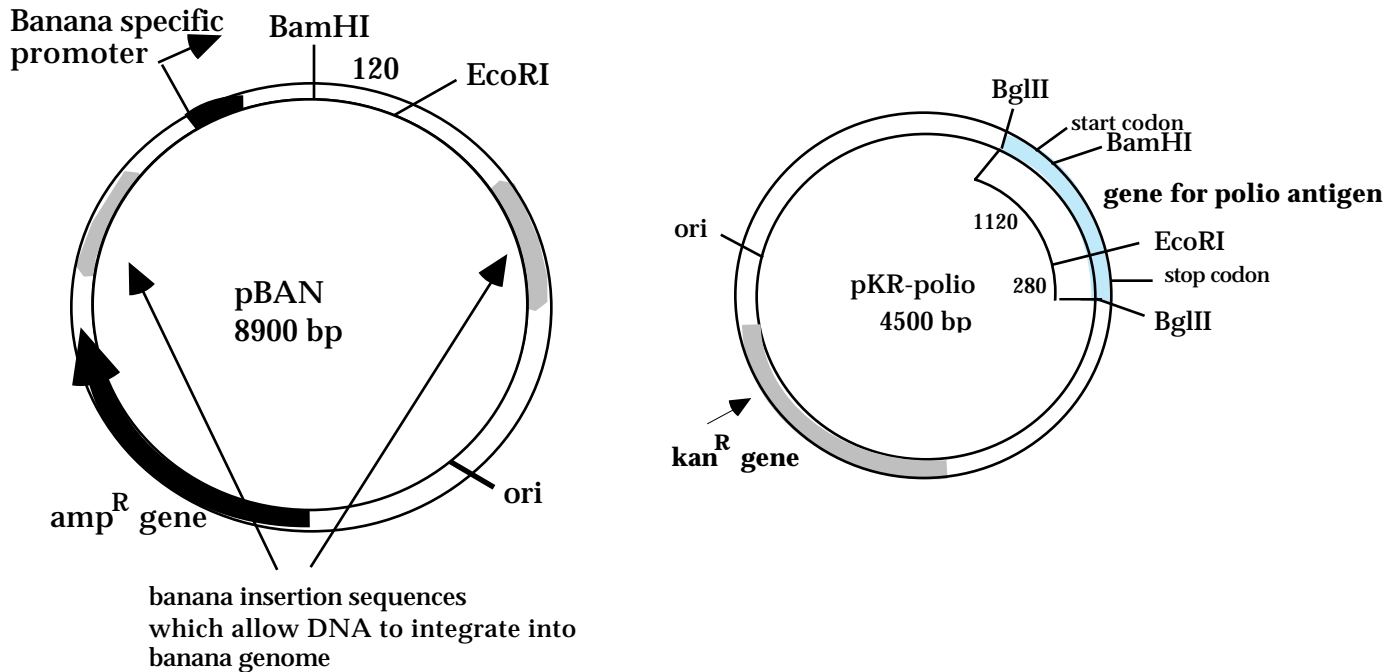 Banana specific
promoter
BamHI
120
EcoRI
pBAN
8900 bp
ori
amp^R gene
banana insertion sequences
which allow DNA to integrate into
banana genome
BglII
start codon
BamHI
gene for polio antigen
1120
EcoRI
ori
280
stop codon
pKR-polio
4500 bp
BglII
kan^R gene